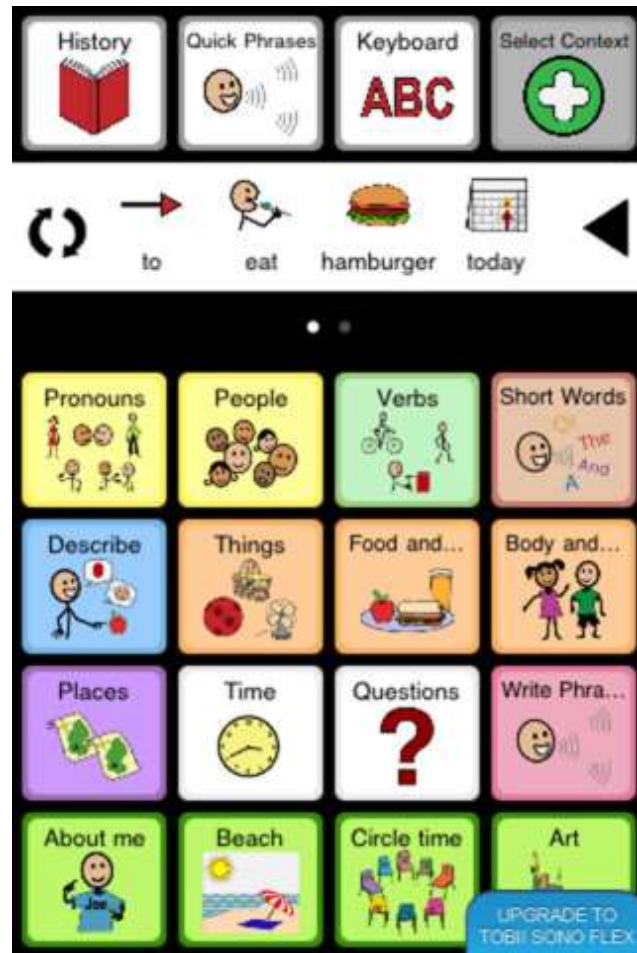 History
Quick Phrases
Keyboard
Select Context
ABC
to eat hamburger today
Pronouns
People
Verbs
Short Words
The
And
A
Describe
Things
Food and...
Body and...
Places
Time
Questions
Write Phra...
?
About me
Beach
Circle time
Art
Joe
UPGRADE TO
TOBII SONO FLEX